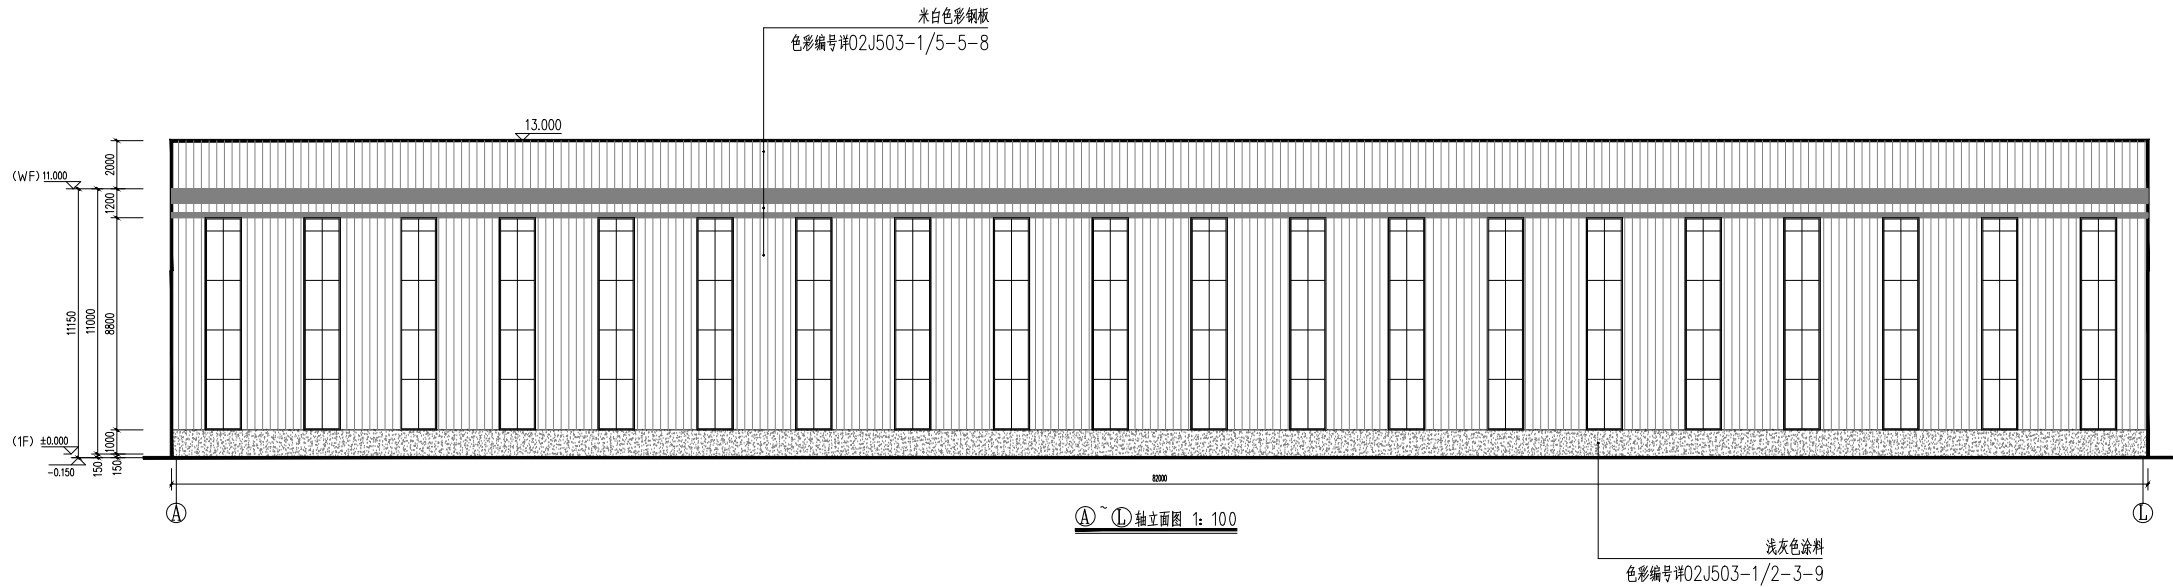 米白色彩钢板
色彩编号详02J503-1/5-5-8
13.000
(WF) 11.000
2000
1200
11150
11000
8800
(1F) ±0.000
1000
-0.150
150
150
82000
A
L
A ~ L 轴立面图 1: 100
浅灰色涂料
色彩编号详02J503-1/2-3-9